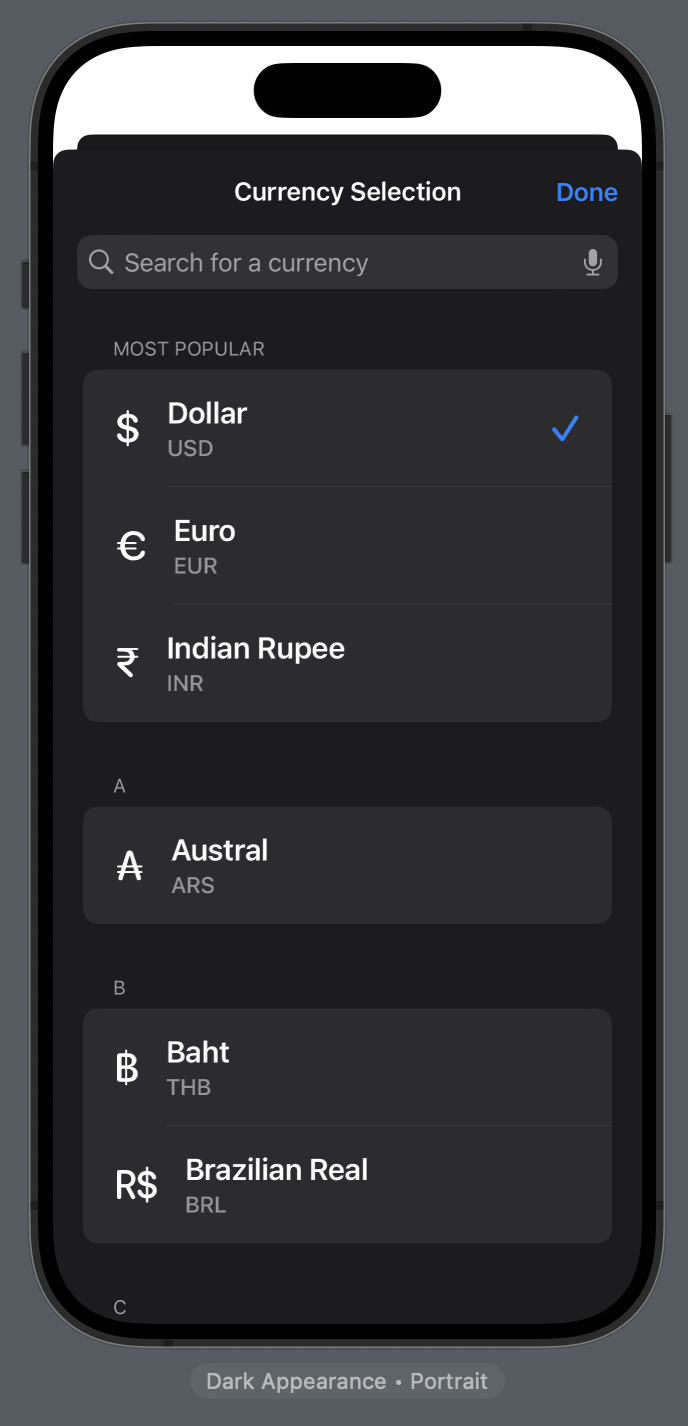 Currency Selection
Done
Search for a currency
MOST POPULAR
$
Dollar
USD
€
Euro
EUR
₹
Indian Rupee
INR
A
₳
Austral
ARS
B
฿
Baht
THB
R$
Brazilian Real
BRL
C
Dark Appearance • Portrait